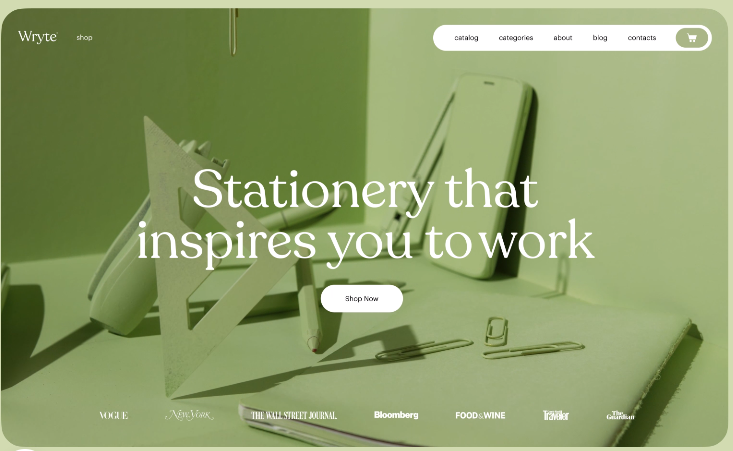 Wryte
shop
catalog
categories
about
blog
contacts
Stationery that
inspires you to work
Shop Now
VOGUE
NEW YORK
THE WALL STREET JOURNAL
Bloomberg
FOOD&WINE
Traveller
The
Guardian